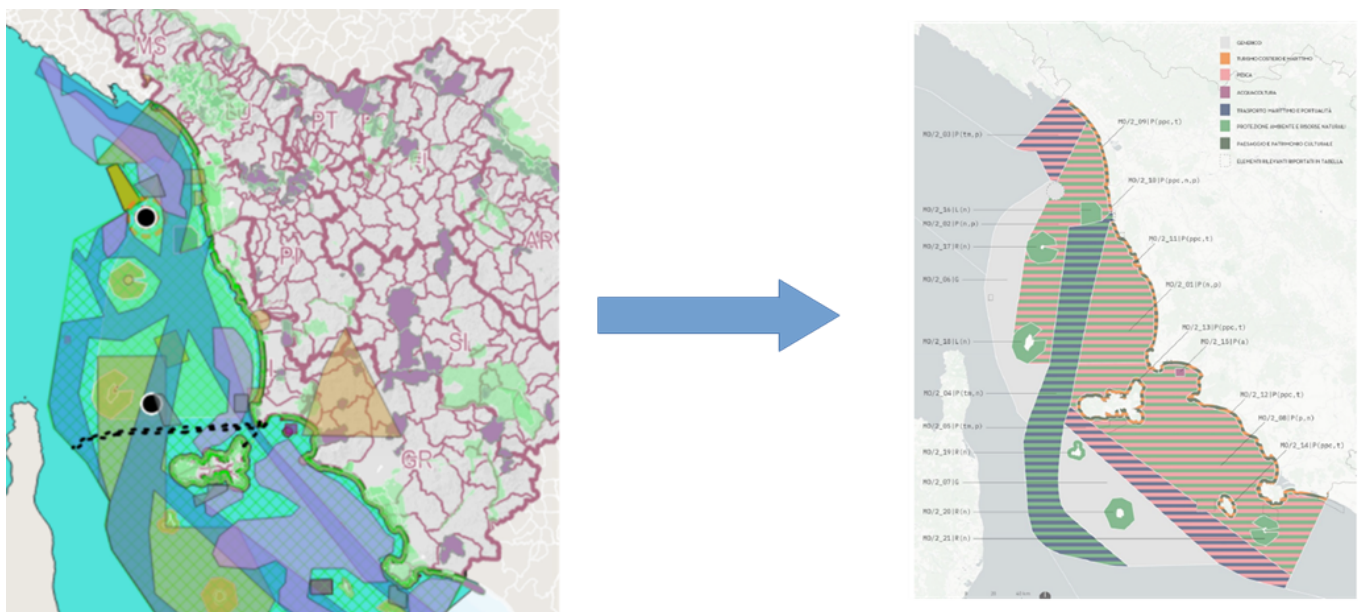 MS
LU
PT
FI
PI
AR
LI
SI
GR
GENERICO
TURISMO COSTIERO E MARITTIMO
PESCA
ACQUACOLTURA
TRASPORTO MARITTIMO E PORTUALITÀ
PROTEZIONE AMBIENTE E RISORSE NATURALI
PAESAGGIO E PATRIMONIO CULTURALE
ELEMENTI RILEVANTI RIPORTATI IN TABELLA
MO/2_09|P(ppc,t)
MO/2_03|P(tm,p)
MO/2_10|P(ppc,n,p)
MO/2_16|L(n)
MO/2_02|P(n,p)
MO/2_17|R(n)
MO/2_11|P(ppc,t)
MO/2_06|G
MO/2_01|P(n,p)
MO/2_13|P(ppc,t)
MO/2_18|L(n)
MO/2_15|P(a)
MO/2_04|P(tm,n)
MO/2_12|P(ppc,t)
MO/2_05|P(tm,p)
MO/2_08|P(p,n)
MO/2_19|R(n)
MO/2_14|P(ppc,t)
MO/2_07|G
MO/2_20|R(n)
MO/2_21|R(n)